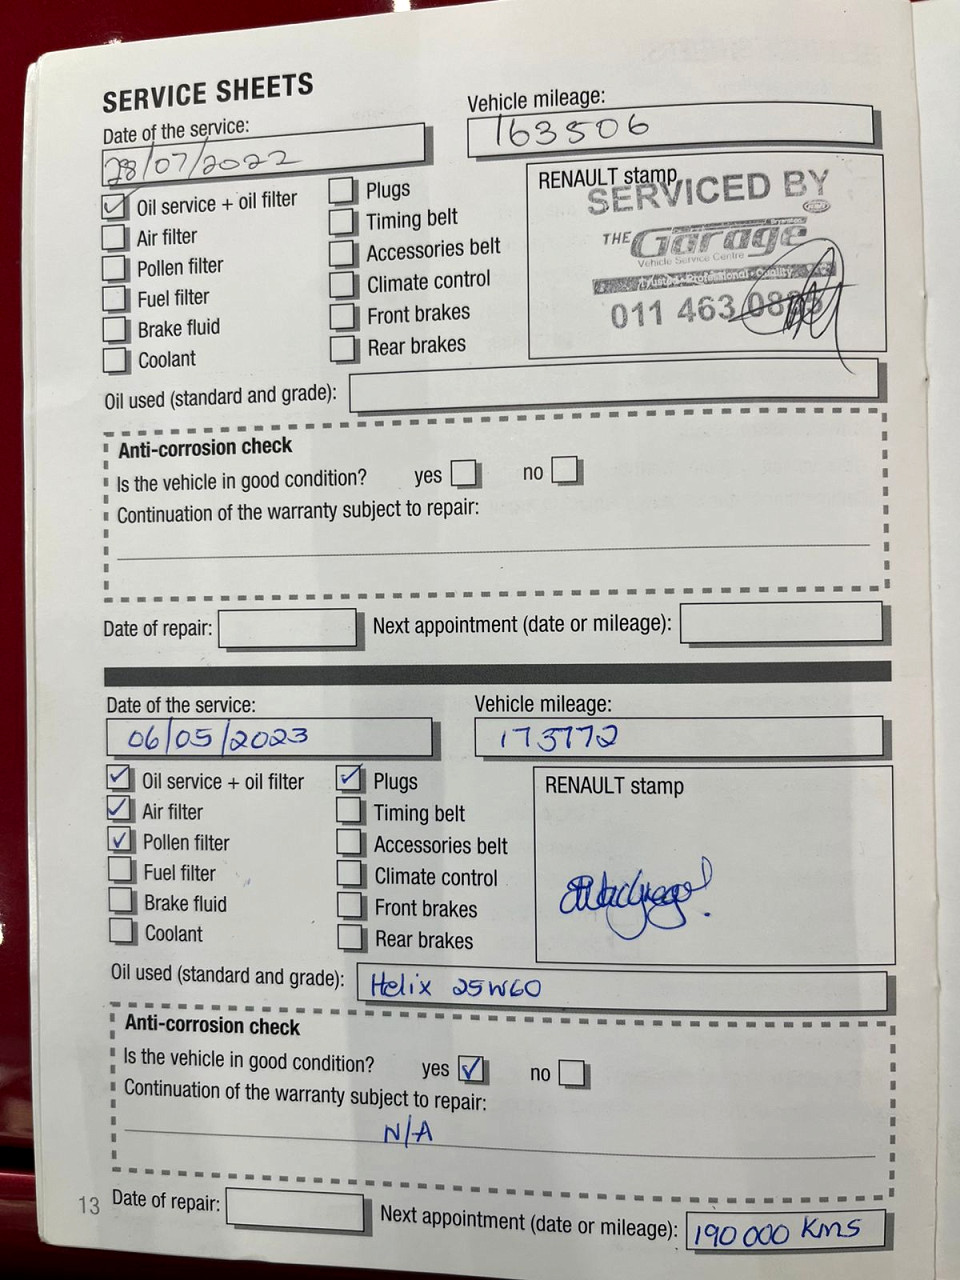 SERVICE SHEETS
Date of the service:
28/07/2022
Vehicle mileage:
163506
Oil service + oil filter
Air filter
Pollen filter
Fuel filter
Brake fluid
Coolant
Plugs
Timing belt
Accessories belt
Climate control
Front brakes
Rear brakes
RENAULT stamp
SERVICED BY
THE Garage
Vehicle Service Centre
Trusted • Professional • Quality
011 463
Oil used (standard and grade):
Anti-corrosion check
Is the vehicle in good condition? yes no
Continuation of the warranty subject to repair:
Date of repair:
Next appointment (date or mileage):
Date of the service:
06/05/2023
Vehicle mileage:
173772
Oil service + oil filter
Air filter
Pollen filter
Fuel filter
Brake fluid
Coolant
Plugs
Timing belt
Accessories belt
Climate control
Front brakes
Rear brakes
RENAULT stamp
Oil used (standard and grade): Helix 25W60
Anti-corrosion check
Is the vehicle in good condition? yes no
Continuation of the warranty subject to repair:
N/A
Date of repair:
Next appointment (date or mileage): 190 000 Kms
13